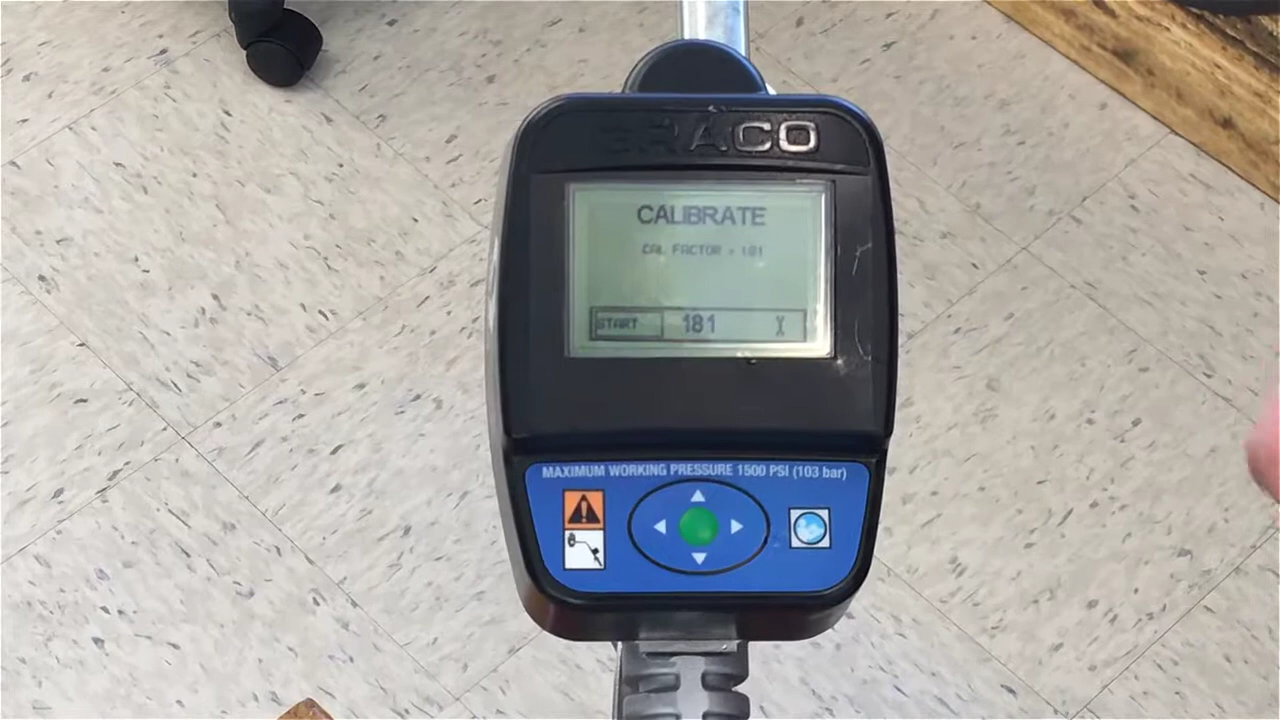 GRACO
CALIBRATE
CAL FACTOR = 181
START 181
MAXIMUM WORKING PRESSURE 1500 PSI (103 bar)